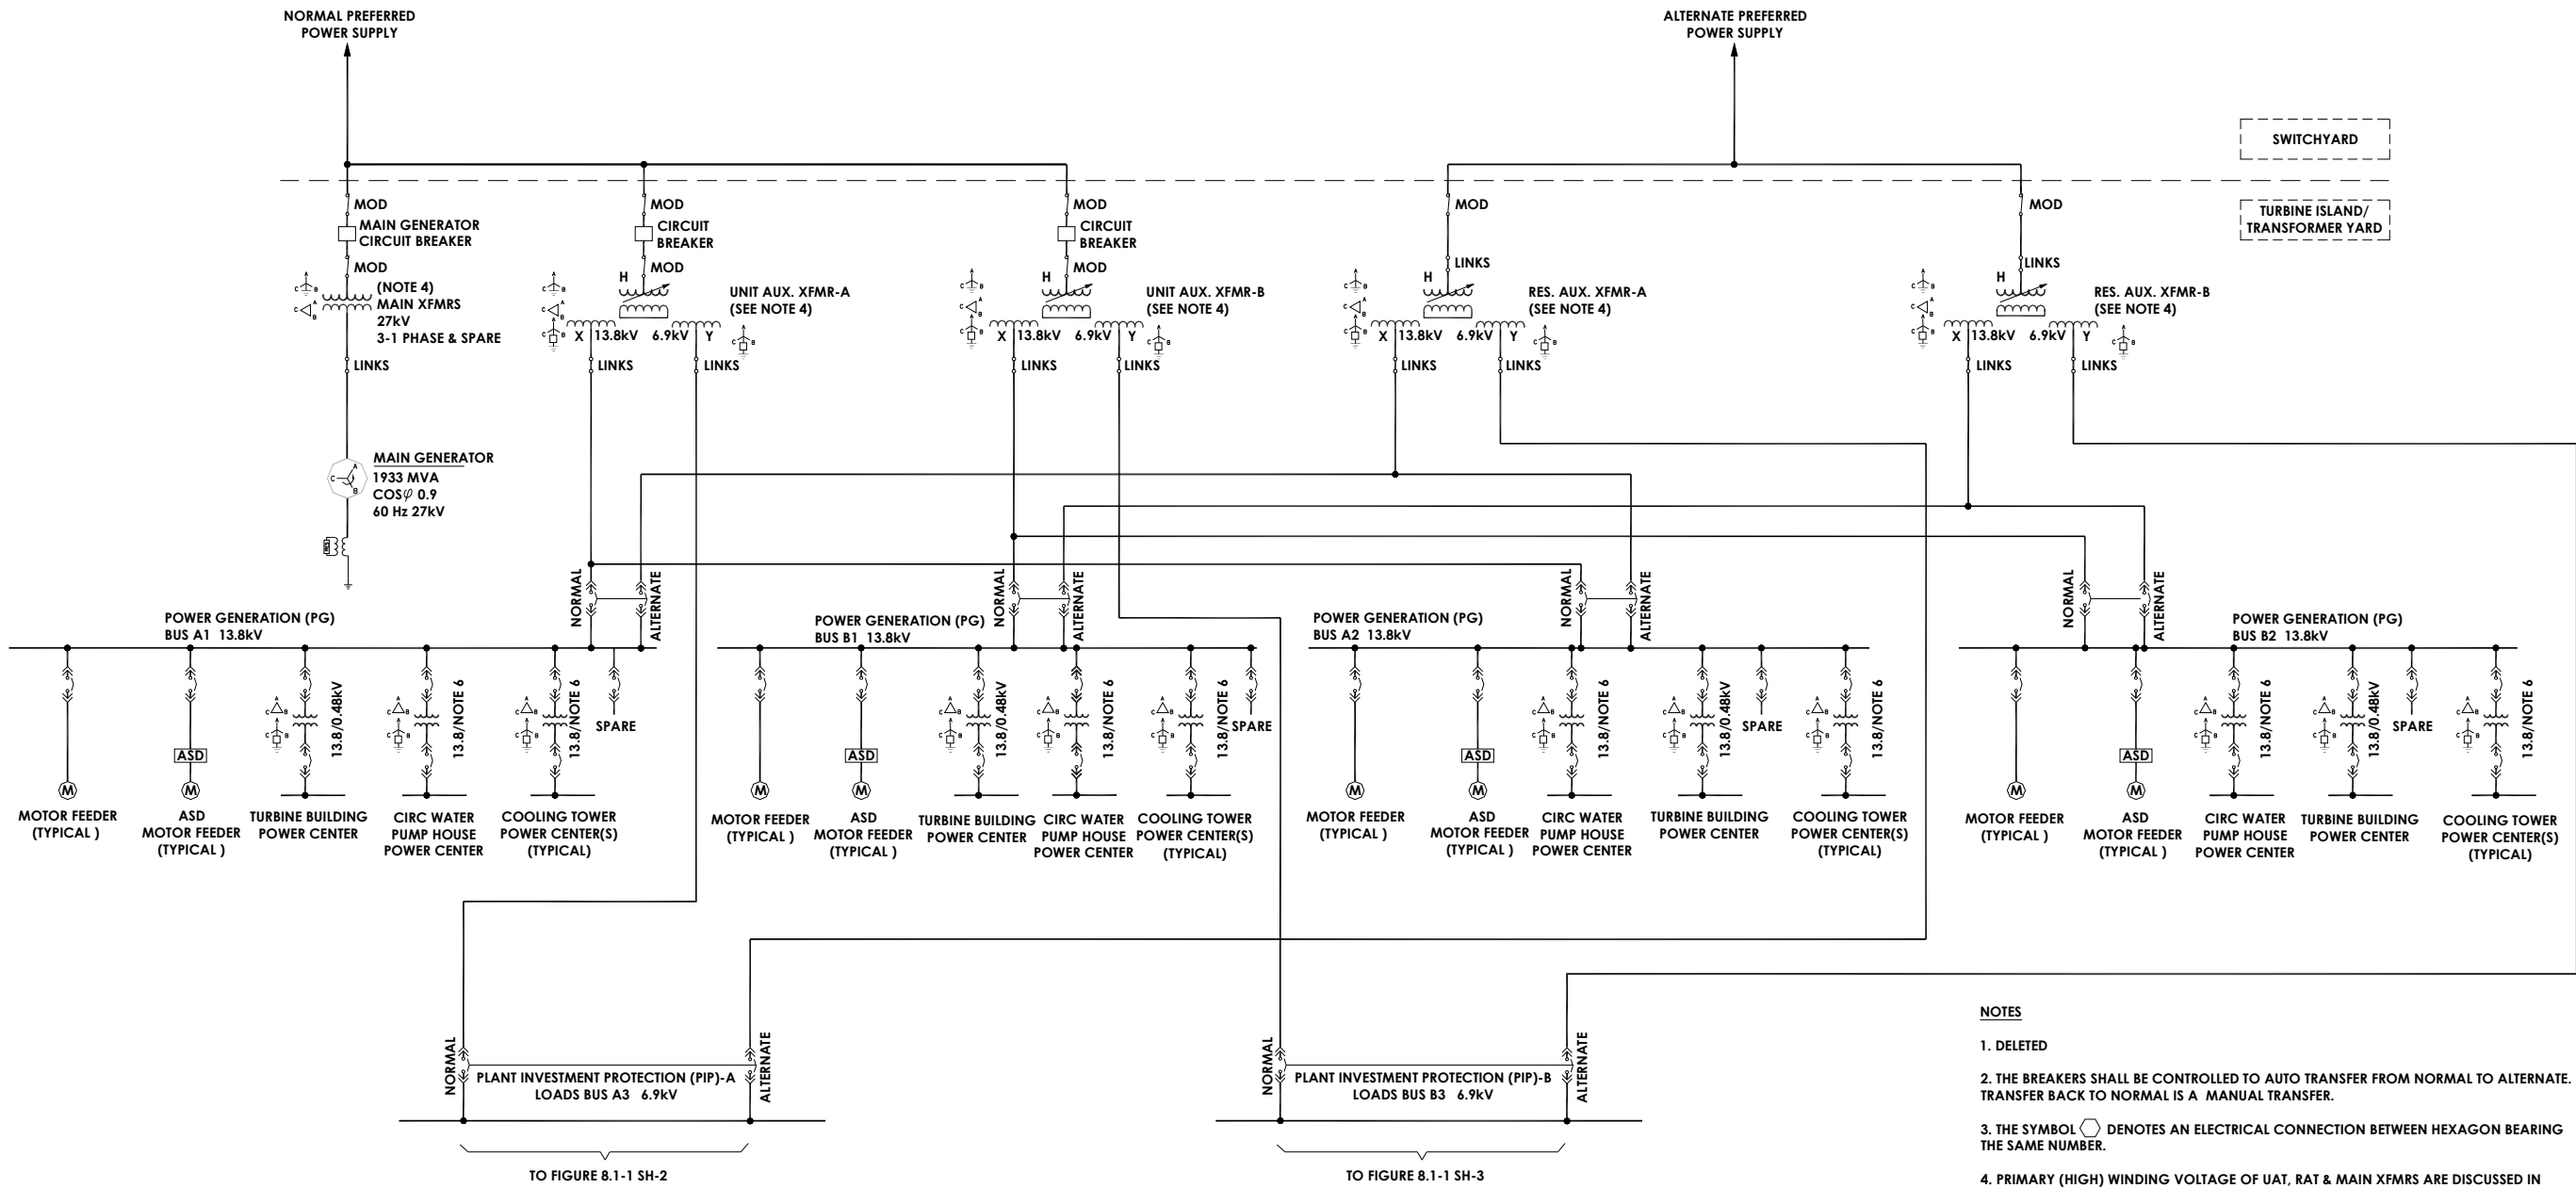 NORMAL PREFERRED
POWER SUPPLY
ALTERNATE PREFERRED
POWER SUPPLY
SWITCHYARD
TURBINE ISLAND/
TRANSFORMER YARD
MOD
MAIN GENERATOR
CIRCUIT BREAKER
MOD
(NOTE 4)
MAIN XFMRS
27kV
3-1 PHASE & SPARE
LINKS
MAIN GENERATOR
1933 MVA
COSφ 0.9
60 Hz 27kV
MOD
CIRCUIT
BREAKER
MOD
H
UNIT AUX. XFMR-A
(SEE NOTE 4)
X 13.8kV 6.9kV Y
LINKS LINKS
MOD
CIRCUIT
BREAKER
MOD
H
UNIT AUX. XFMR-B
(SEE NOTE 4)
X 13.8kV 6.9kV Y
LINKS LINKS
MOD
LINKS
H
RES. AUX. XFMR-A
(SEE NOTE 4)
X 13.8kV 6.9kV Y
LINKS LINKS
MOD
LINKS
H
RES. AUX. XFMR-B
(SEE NOTE 4)
X 13.8kV 6.9kV Y
LINKS LINKS
NORMAL
ALTERNATE
POWER GENERATION (PG)
BUS A1 13.8kV
13.8/0.48kV
13.8/NOTE 6
13.8/NOTE 6
SPARE
ASD
M
M
MOTOR FEEDER
(TYPICAL )
ASD
MOTOR FEEDER
(TYPICAL )
TURBINE BUILDING
POWER CENTER
CIRC WATER
PUMP HOUSE
POWER CENTER
COOLING TOWER
POWER CENTER(S)
(TYPICAL)
NORMAL
ALTERNATE
POWER GENERATION (PG)
BUS B1 13.8kV
13.8/0.48kV
13.8/NOTE 6
13.8/NOTE 6
SPARE
ASD
M
M
MOTOR FEEDER
(TYPICAL )
ASD
MOTOR FEEDER
(TYPICAL )
TURBINE BUILDING
POWER CENTER
CIRC WATER
PUMP HOUSE
POWER CENTER
COOLING TOWER
POWER CENTER(S)
(TYPICAL)
NORMAL
ALTERNATE
POWER GENERATION (PG)
BUS A2 13.8kV
13.8/NOTE 6
13.8/0.48kV
SPARE
13.8/NOTE 6
ASD
M
M
MOTOR FEEDER
(TYPICAL )
ASD
MOTOR FEEDER
(TYPICAL )
CIRC WATER
PUMP HOUSE
POWER CENTER
TURBINE BUILDING
POWER CENTER
COOLING TOWER
POWER CENTER(S)
(TYPICAL)
NORMAL
ALTERNATE
POWER GENERATION (PG)
BUS B2 13.8kV
13.8/NOTE 6
13.8/0.48kV
SPARE
13.8/NOTE 6
ASD
M
M
MOTOR FEEDER
(TYPICAL )
ASD
MOTOR FEEDER
(TYPICAL )
CIRC WATER
PUMP HOUSE
POWER CENTER
TURBINE BUILDING
POWER CENTER
COOLING TOWER
POWER CENTER(S)
(TYPICAL)
NORMAL
ALTERNATE
PLANT INVESTMENT PROTECTION (PIP)-A
LOADS BUS A3 6.9kV
TO FIGURE 8.1-1 SH-2
NORMAL
ALTERNATE
PLANT INVESTMENT PROTECTION (PIP)-B
LOADS BUS B3 6.9kV
TO FIGURE 8.1-1 SH-3
NOTES
1. DELETED
2. THE BREAKERS SHALL BE CONTROLLED TO AUTO TRANSFER FROM NORMAL TO ALTERNATE.
TRANSFER BACK TO NORMAL IS A MANUAL TRANSFER.
3. THE SYMBOL DENOTES AN ELECTRICAL CONNECTION BETWEEN HEXAGON BEARING
THE SAME NUMBER.
4. PRIMARY (HIGH) WINDING VOLTAGE OF UAT, RAT & MAIN XFMRS ARE DISCUSSED IN